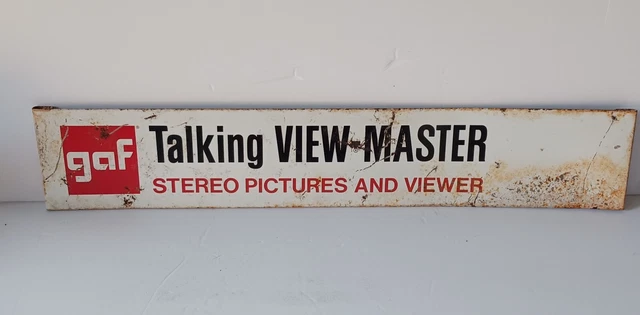 gaf
Talking VIEW-MASTER
STEREO PICTURES AND VIEWER